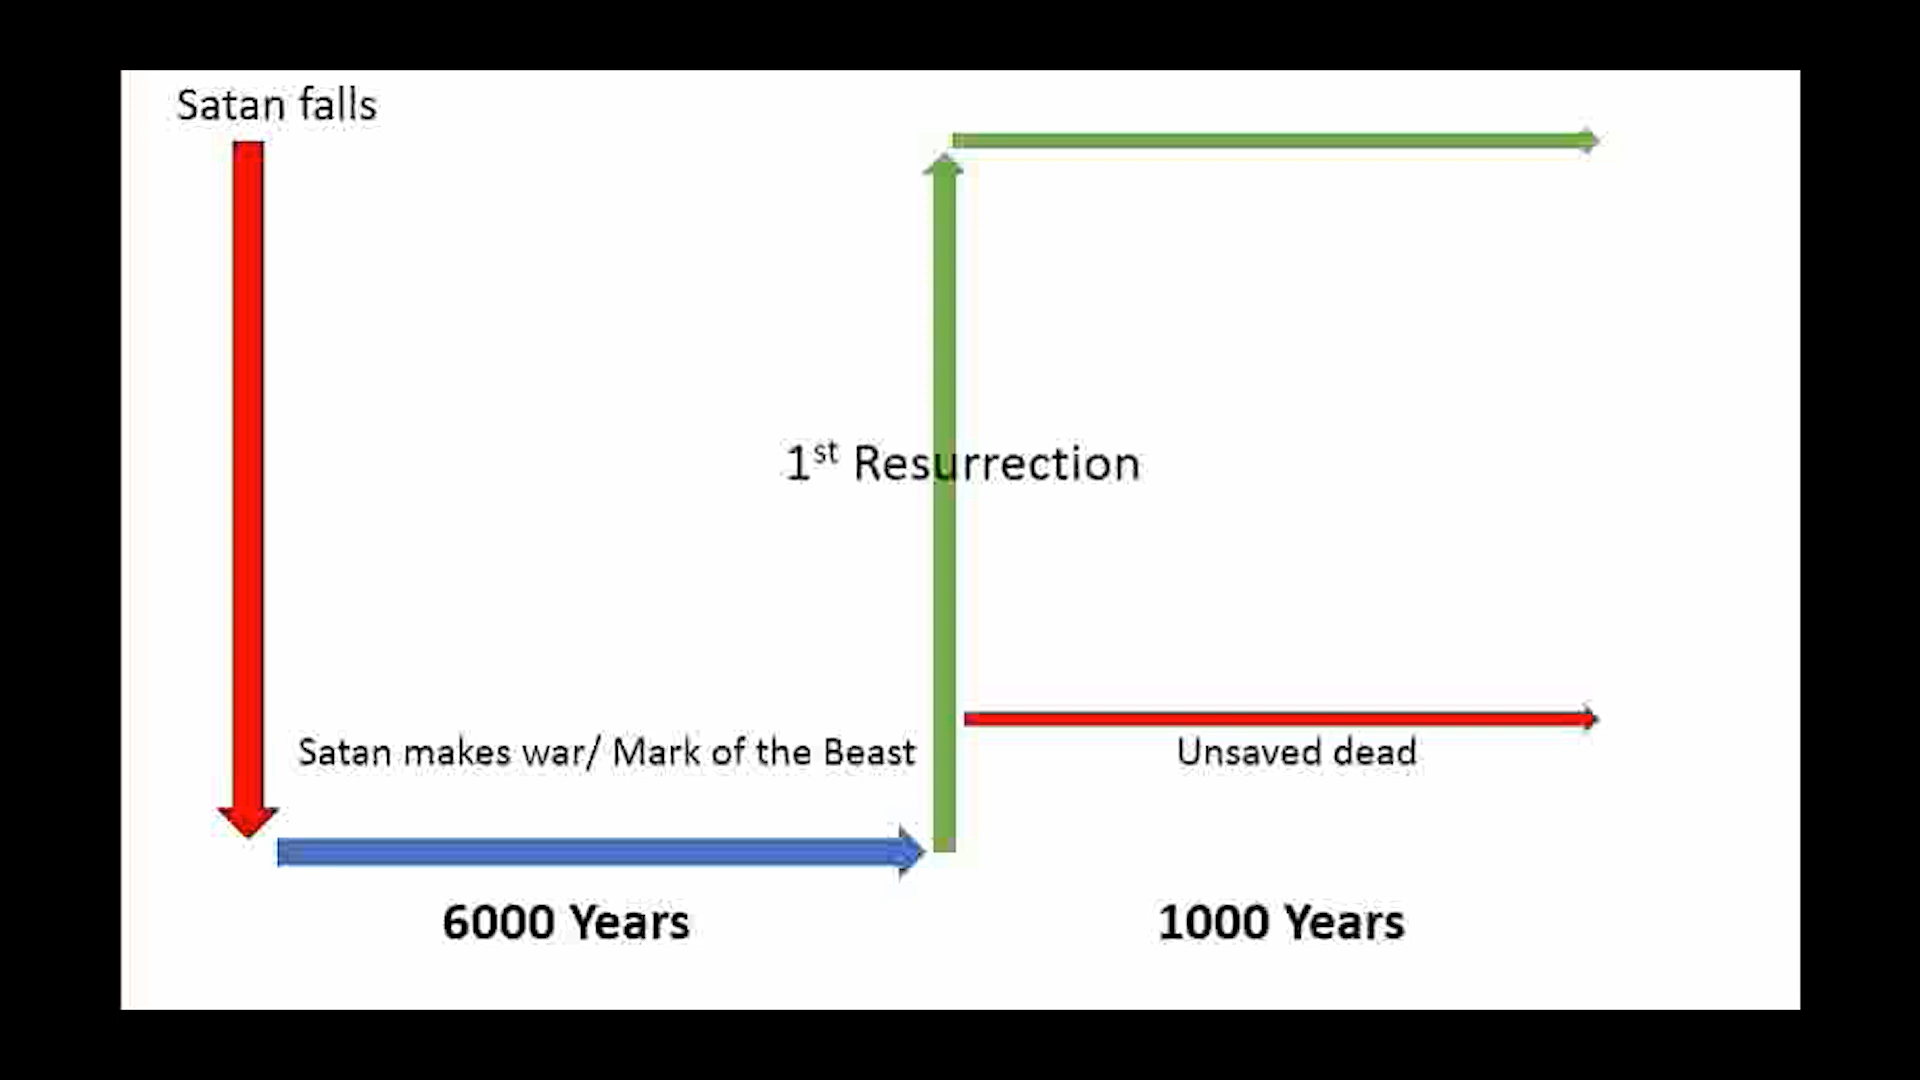 Satan falls
1st Resurrection
Satan makes war/ Mark of the Beast
Unsaved dead
6000 Years
1000 Years